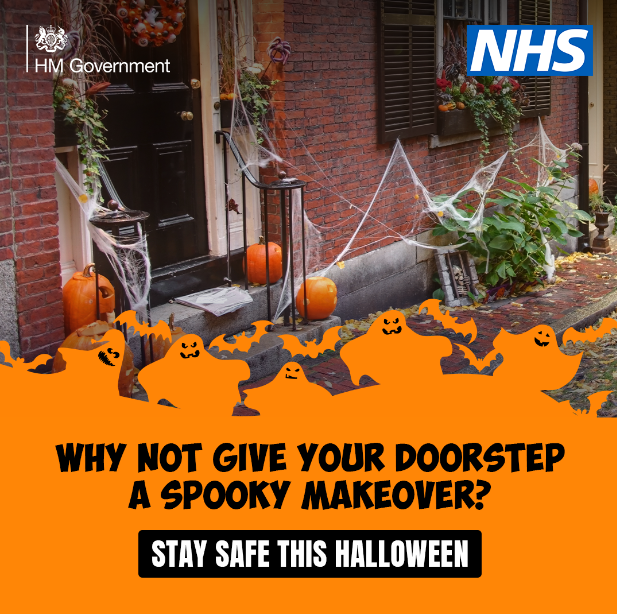 HM Government
NHS
WHY NOT GIVE YOUR DOORSTEP
A SPOOKY MAKEOVER?
STAY SAFE THIS HALLOWEEN